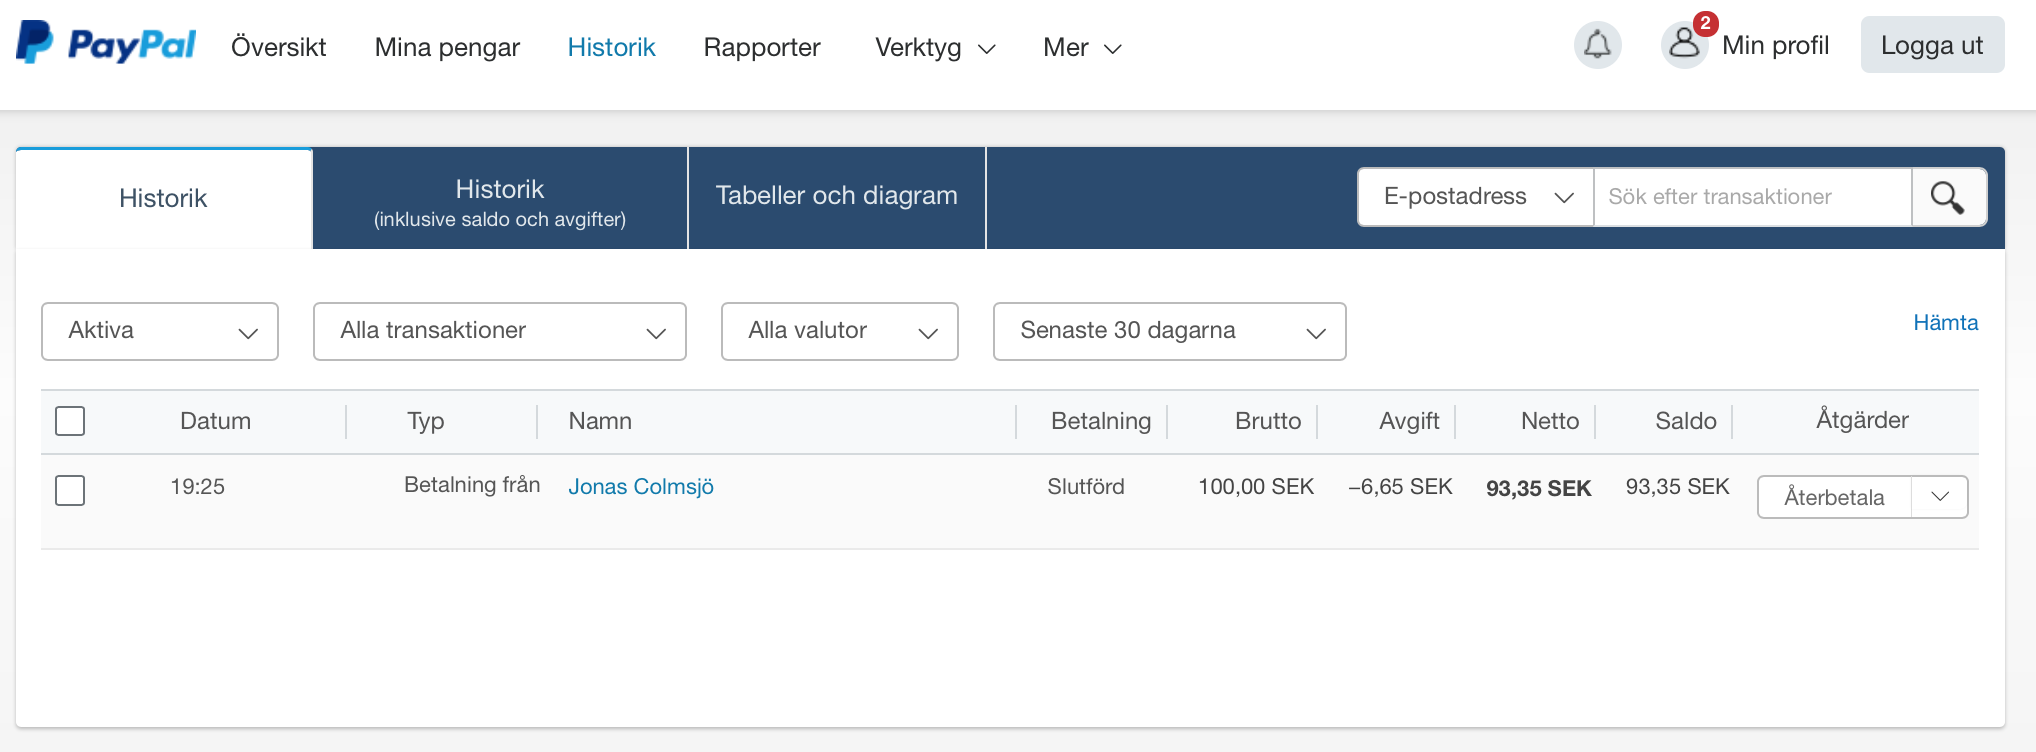 PayPal Översikt Mina pengar Historik Rapporter Verktyg Mer 2 Min profil Logga ut
Historik Historik Tabeller och diagram E-postadress Sök efter transaktioner
(inklusive saldo och avgifter)
Aktiva Alla transaktioner Alla valutor Senaste 30 dagarna Hämta
Datum Typ Namn Betalning Brutto Avgift Netto Saldo Åtgärder
19:25 Betalning från Jonas Colmsjö Slutförd 100,00 SEK –6,65 SEK 93,35 SEK 93,35 SEK Återbetala